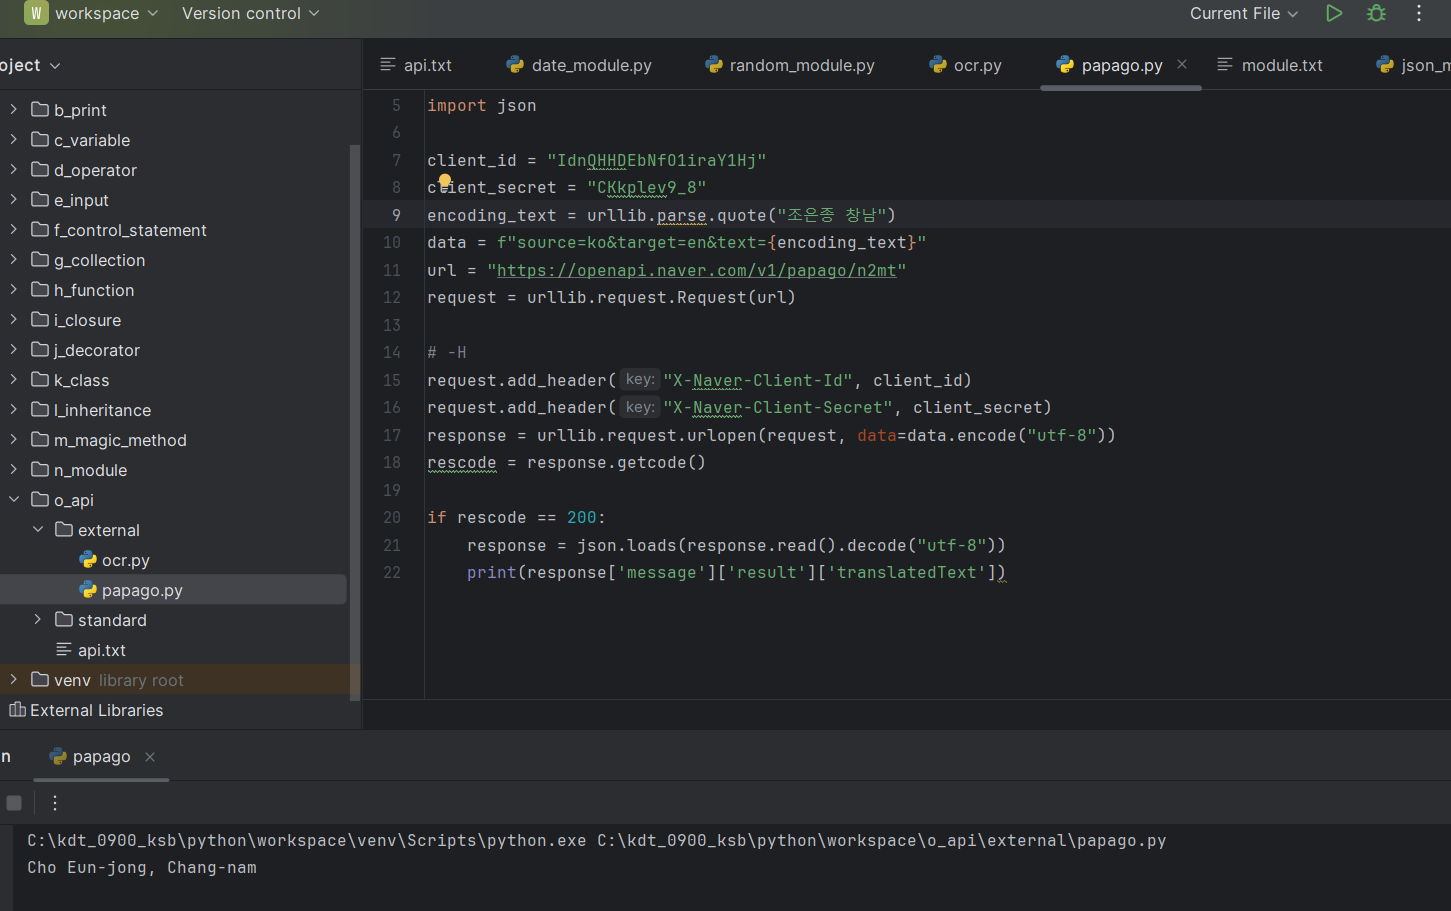 W workspace Version control Current File
oject
api.txt date_module.py random_module.py ocr.py papago.py module.txt json_m
b_print
c_variable
d_operator
e_input
f_control_statement
g_collection
h_function
i_closure
j_decorator
k_class
l_inheritance
m_magic_method
n_module
o_api
external
ocr.py
papago.py
standard
api.txt
venv library root
External Libraries
5 import json
6
7 client_id = "IdnQHHDEbNfO1iraY1Hj"
8 client_secret = "CKkplev9_8"
9 encoding_text = urllib.parse.quote("조은종 창남")
10 data = f"source=ko&target=en&text={encoding_text}"
11 url = "https://openapi.naver.com/v1/papago/n2mt"
12 request = urllib.request.Request(url)
13
14 # -H
15 request.add_header( key: "X-Naver-Client-Id", client_id)
16 request.add_header( key: "X-Naver-Client-Secret", client_secret)
17 response = urllib.request.urlopen(request, data=data.encode("utf-8"))
18 rescode = response.getcode()
19
20 if rescode == 200:
21 response = json.loads(response.read().decode("utf-8"))
22 print(response['message']['result']['translatedText'])
n papago
C:\kdt_0900_ksb\python\workspace\venv\Scripts\python.exe C:\kdt_0900_ksb\python\workspace\o_api\external\papago.py
Cho Eun-jong, Chang-nam